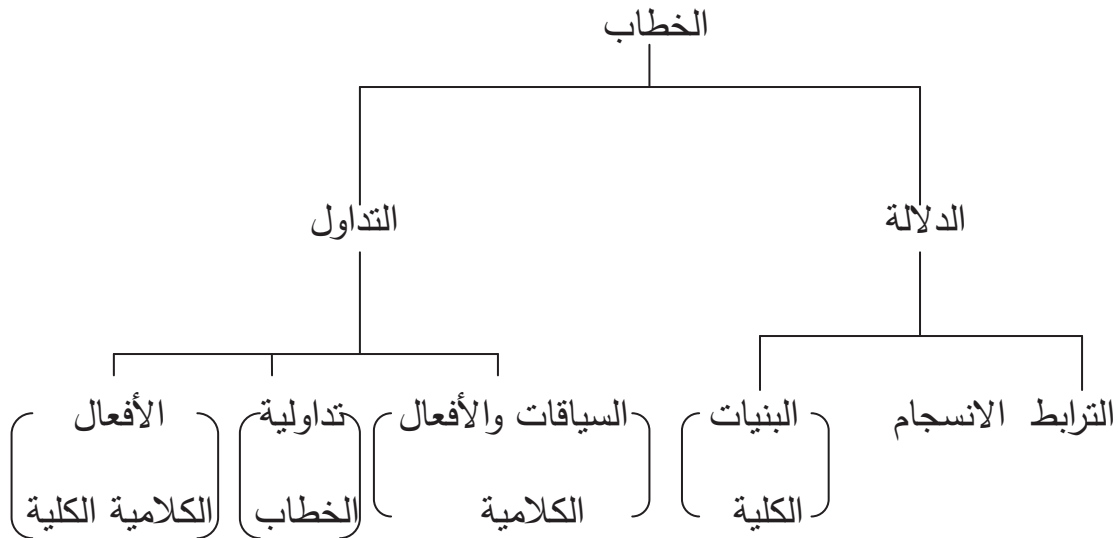 الخطاب
الدلالة
التداول
الترابط
الانسجام
البنيات
الكلية
السياقات والأفعال
الكلامية
تداولية
الخطاب
الأفعال
الكلامية الكلية